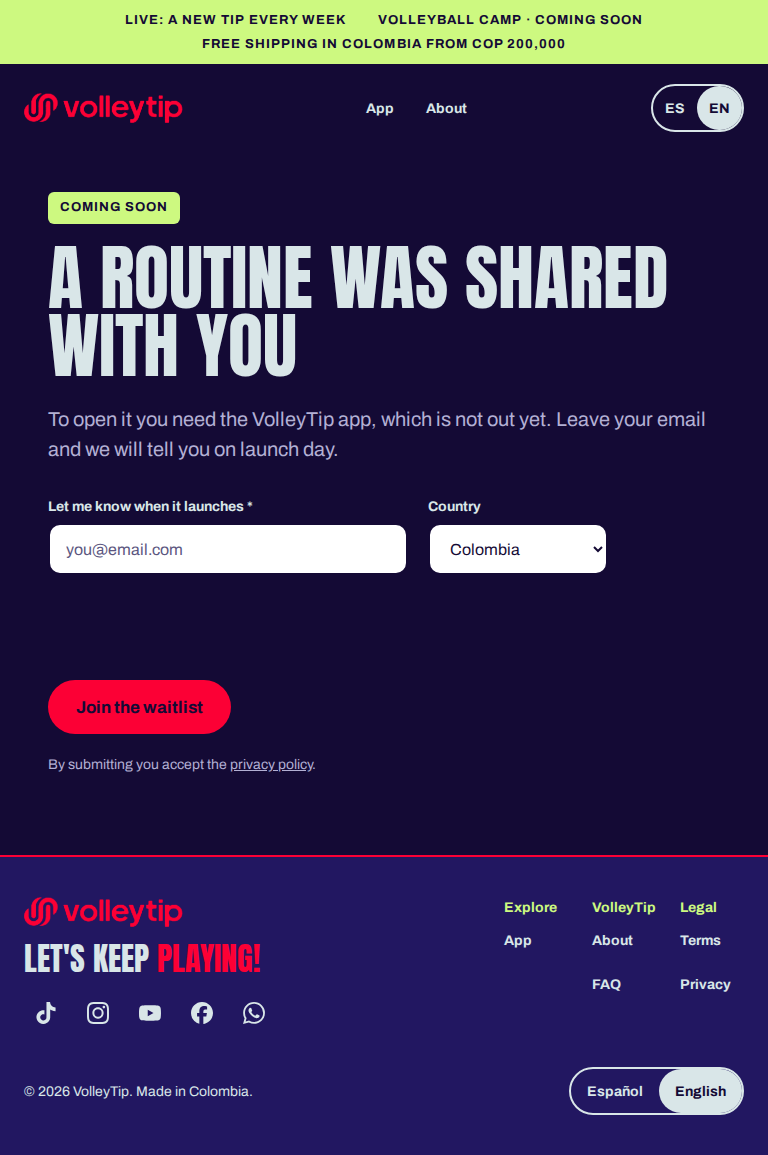 LIVE: A NEW TIP EVERY WEEK VOLLEYBALL CAMP · COMING SOON
FREE SHIPPING IN COLOMBIA FROM COP 200,000
volleytip App About ES EN
COMING SOON
A ROUTINE WAS SHARED
WITH YOU
To open it you need the VolleyTip app, which is not out yet. Leave your email
and we will tell you on launch day.
Let me know when it launches * Country
you@email.com Colombia
Join the waitlist
By submitting you accept the privacy policy.
volleytip
LET'S KEEP PLAYING!
Explore VolleyTip Legal
App About Terms
FAQ Privacy
© 2026 VolleyTip. Made in Colombia. Español English